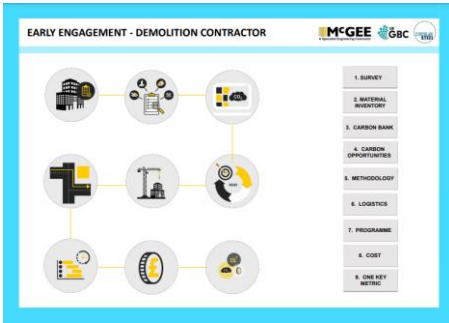 EARLY ENGAGEMENT - DEMOLITION CONTRACTOR
McGEE
GBC
1. SURVEY
2. MATERIAL
INVENTORY
3. CARBON BANK
4. CARBON
OPPORTUNITIES
5. METHODOLOGY
6. LOGISTICS
7. PROGRAMME
8. COST
9. ONE KEY
METRIC
CO₂